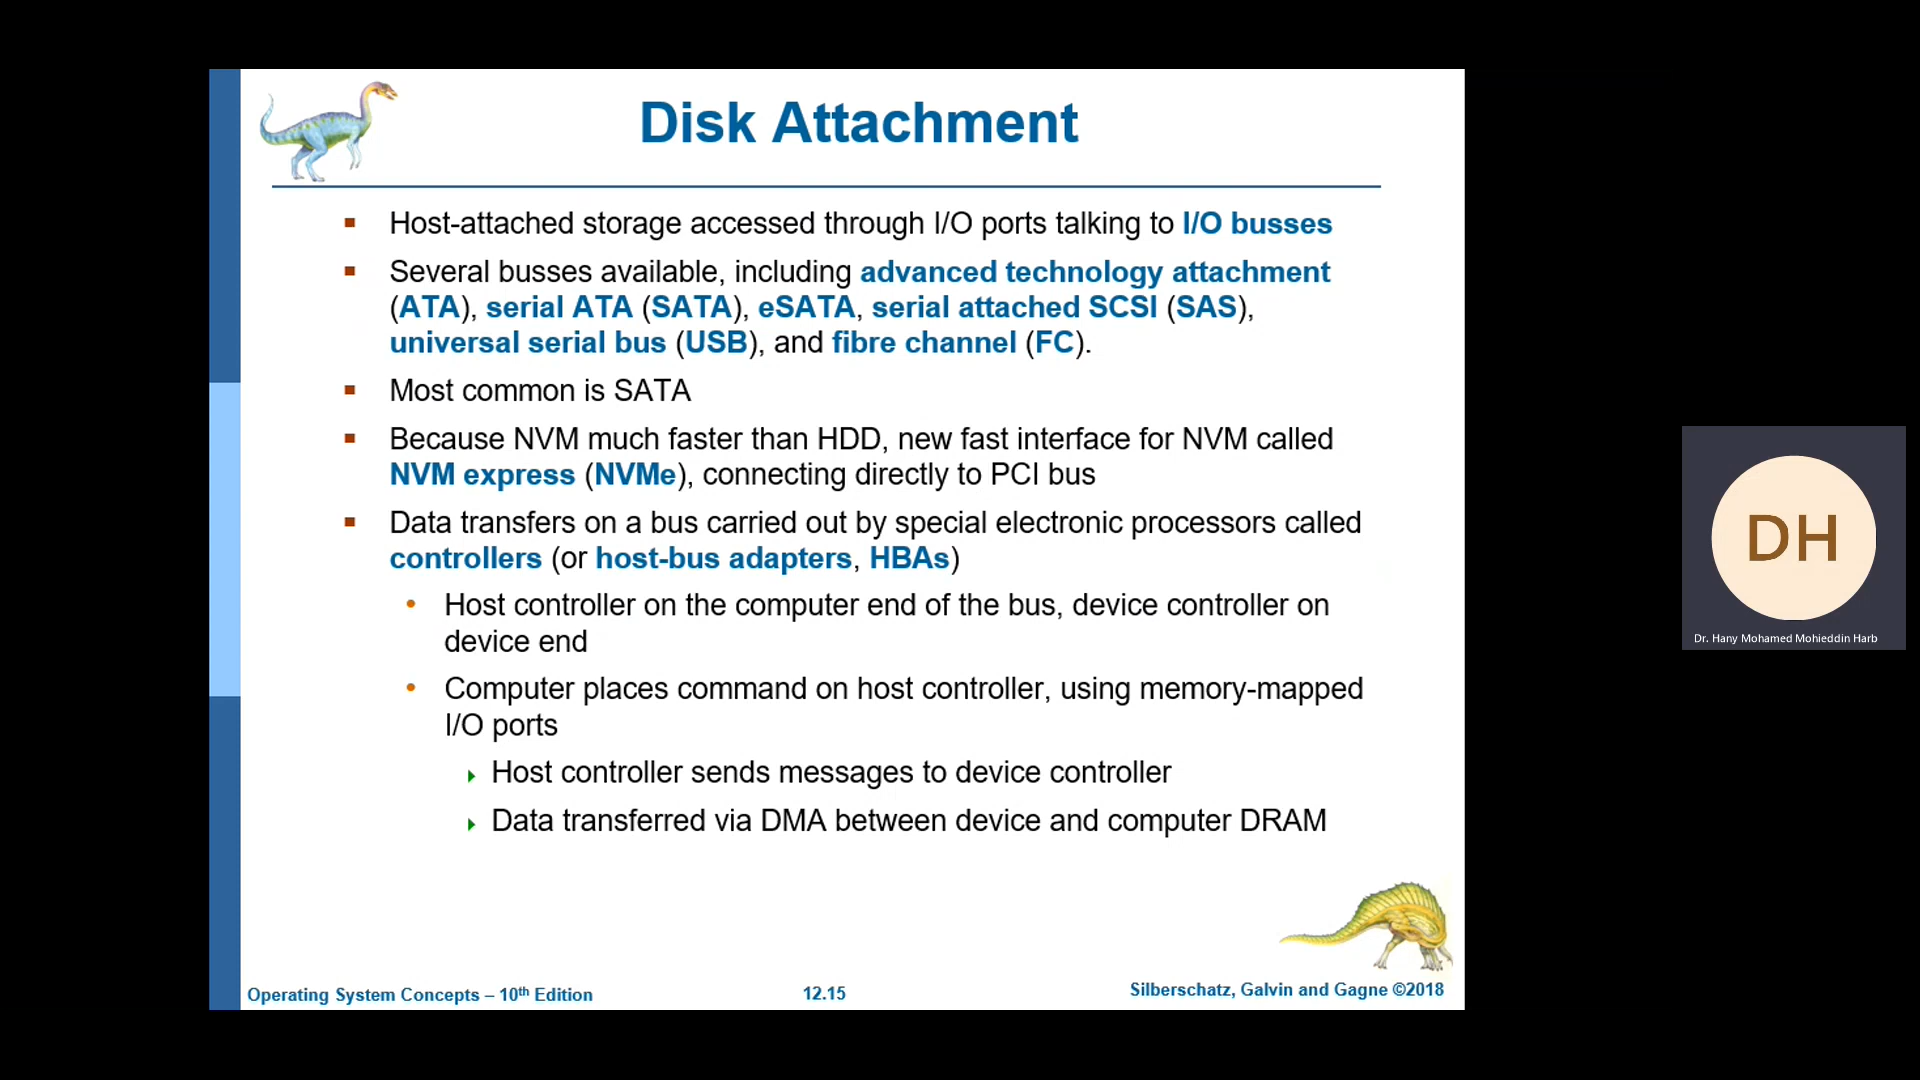 Disk Attachment
Host-attached storage accessed through I/O ports talking to I/O busses
Several busses available, including advanced technology attachment
(ATA), serial ATA (SATA), eSATA, serial attached SCSI (SAS),
universal serial bus (USB), and fibre channel (FC).
Most common is SATA
Because NVM much faster than HDD, new fast interface for NVM called
NVM express (NVMe), connecting directly to PCI bus
Data transfers on a bus carried out by special electronic processors called
controllers (or host-bus adapters, HBAs)
Host controller on the computer end of the bus, device controller on
device end
Computer places command on host controller, using memory-mapped
I/O ports
Host controller sends messages to device controller
Data transferred via DMA between device and computer DRAM
Operating System Concepts – 10th Edition
12.15
Silberschatz, Galvin and Gagne ©2018
DH
Dr. Hany Mohamed Mohieddin Harb